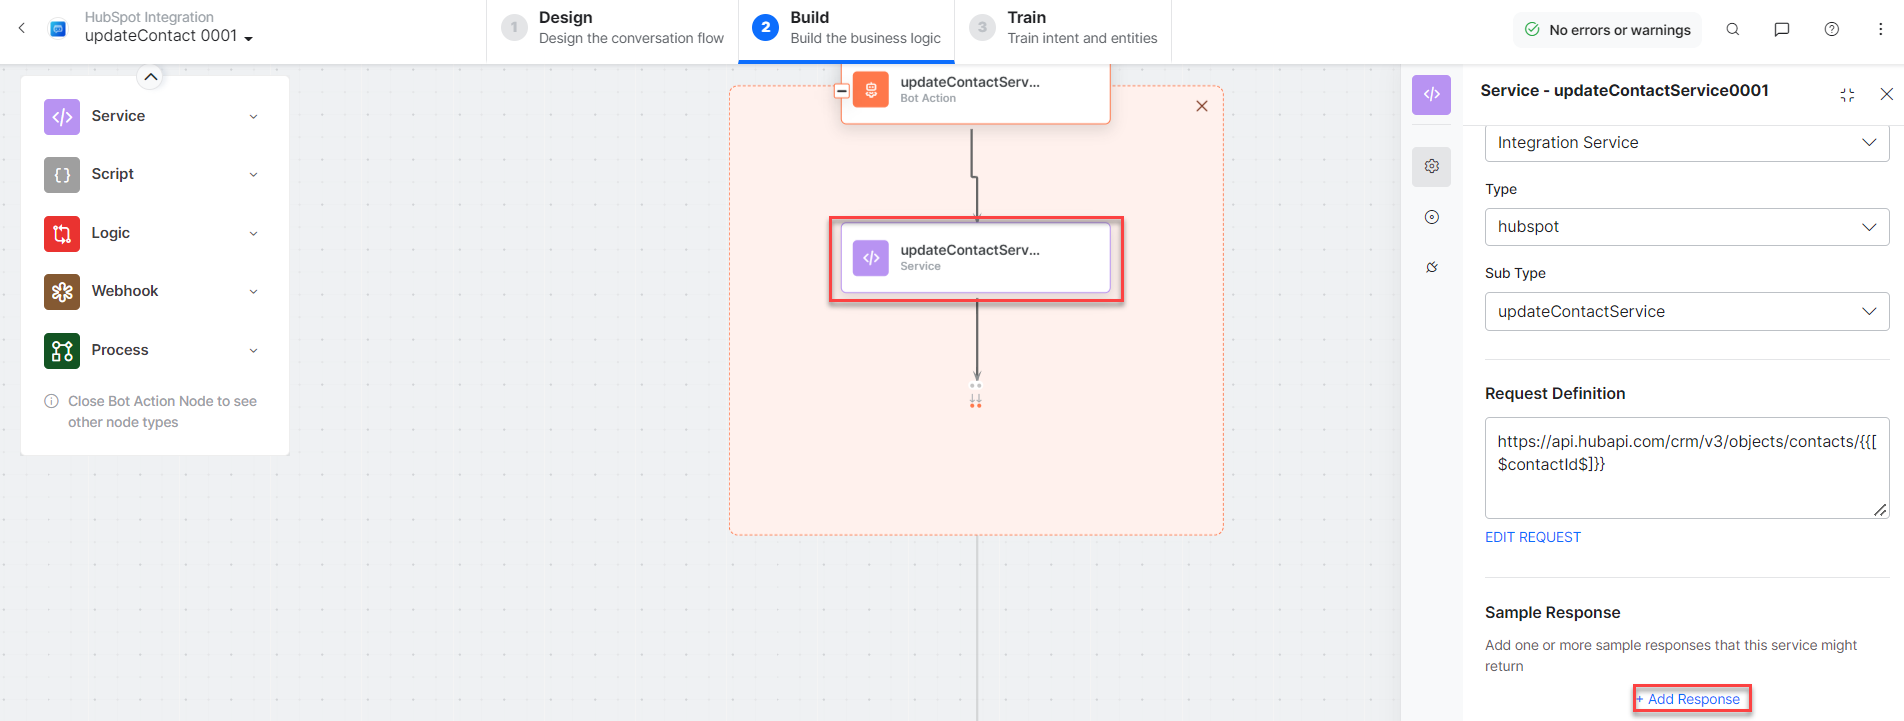 HubSpot Integration
updateContact 0001
1
Design
Design the conversation flow
2
Build
Build the business logic
3
Train
Train intent and entities
No errors or warnings
Service
Script
Logic
Webhook
Process
Close Bot Action Node to see
other node types
updateContactServ...
Bot Action
updateContactServ...
Service
Service - updateContactService0001
Integration Service
Type
hubspot
Sub Type
updateContactService
Request Definition
https://api.hubapi.com/crm/v3/objects/contacts/{{[
$contactId$]}}
EDIT REQUEST
Sample Response
Add one or more sample responses that this service might
return
+ Add Response